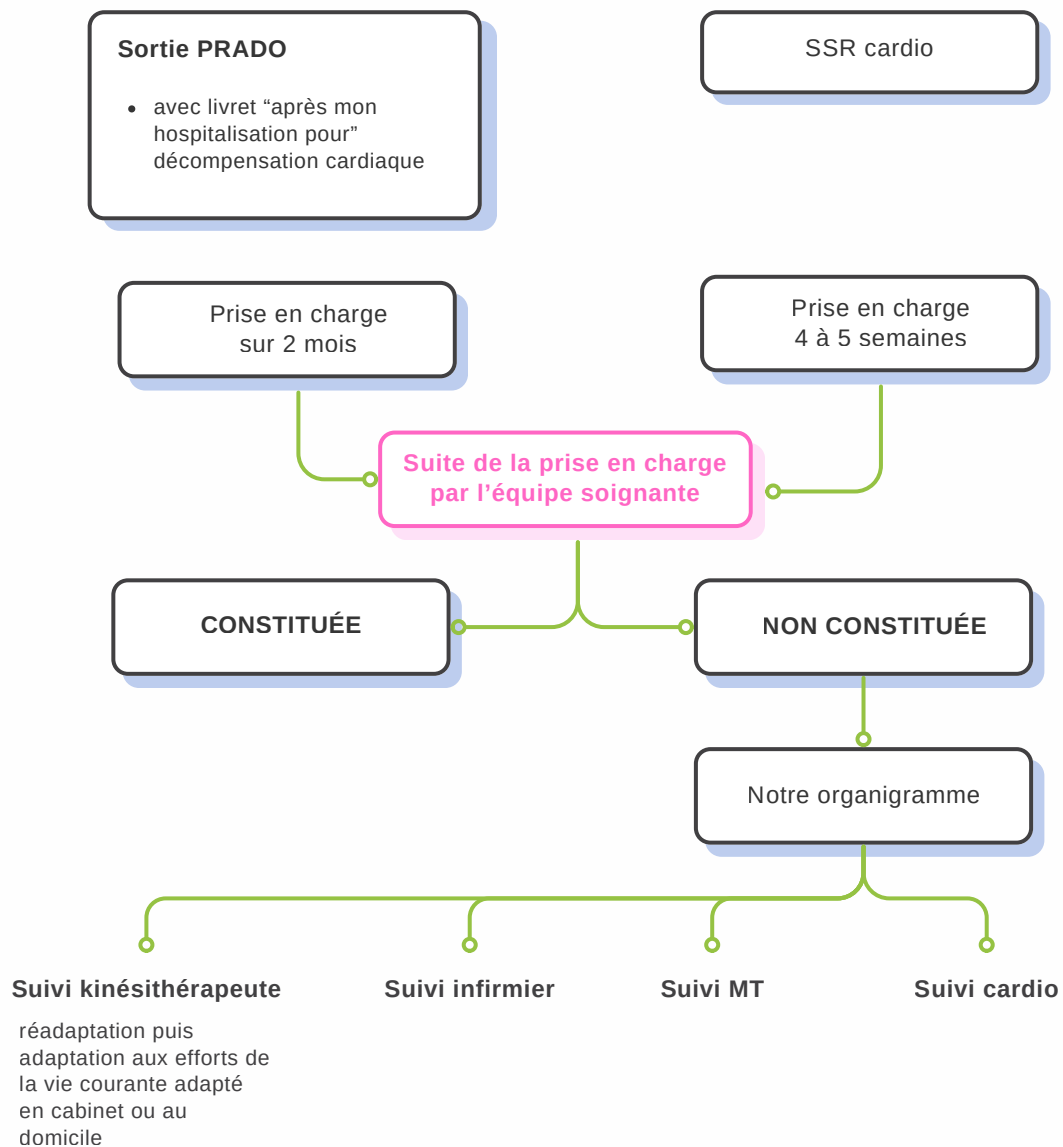 Sortie PRADO
• avec livret “après mon
hospitalisation pour”
décompensation cardiaque
SSR cardio
Prise en charge
sur 2 mois
Prise en charge
4 à 5 semaines
Suite de la prise en charge
par l’équipe soignante
CONSTITUÉE
NON CONSTITUÉE
Notre organigramme
Suivi kinésithérapeute
réadaptation puis
adaptation aux efforts de
la vie courante adapté
en cabinet ou au
domicile
Suivi infirmier
Suivi MT
Suivi cardio